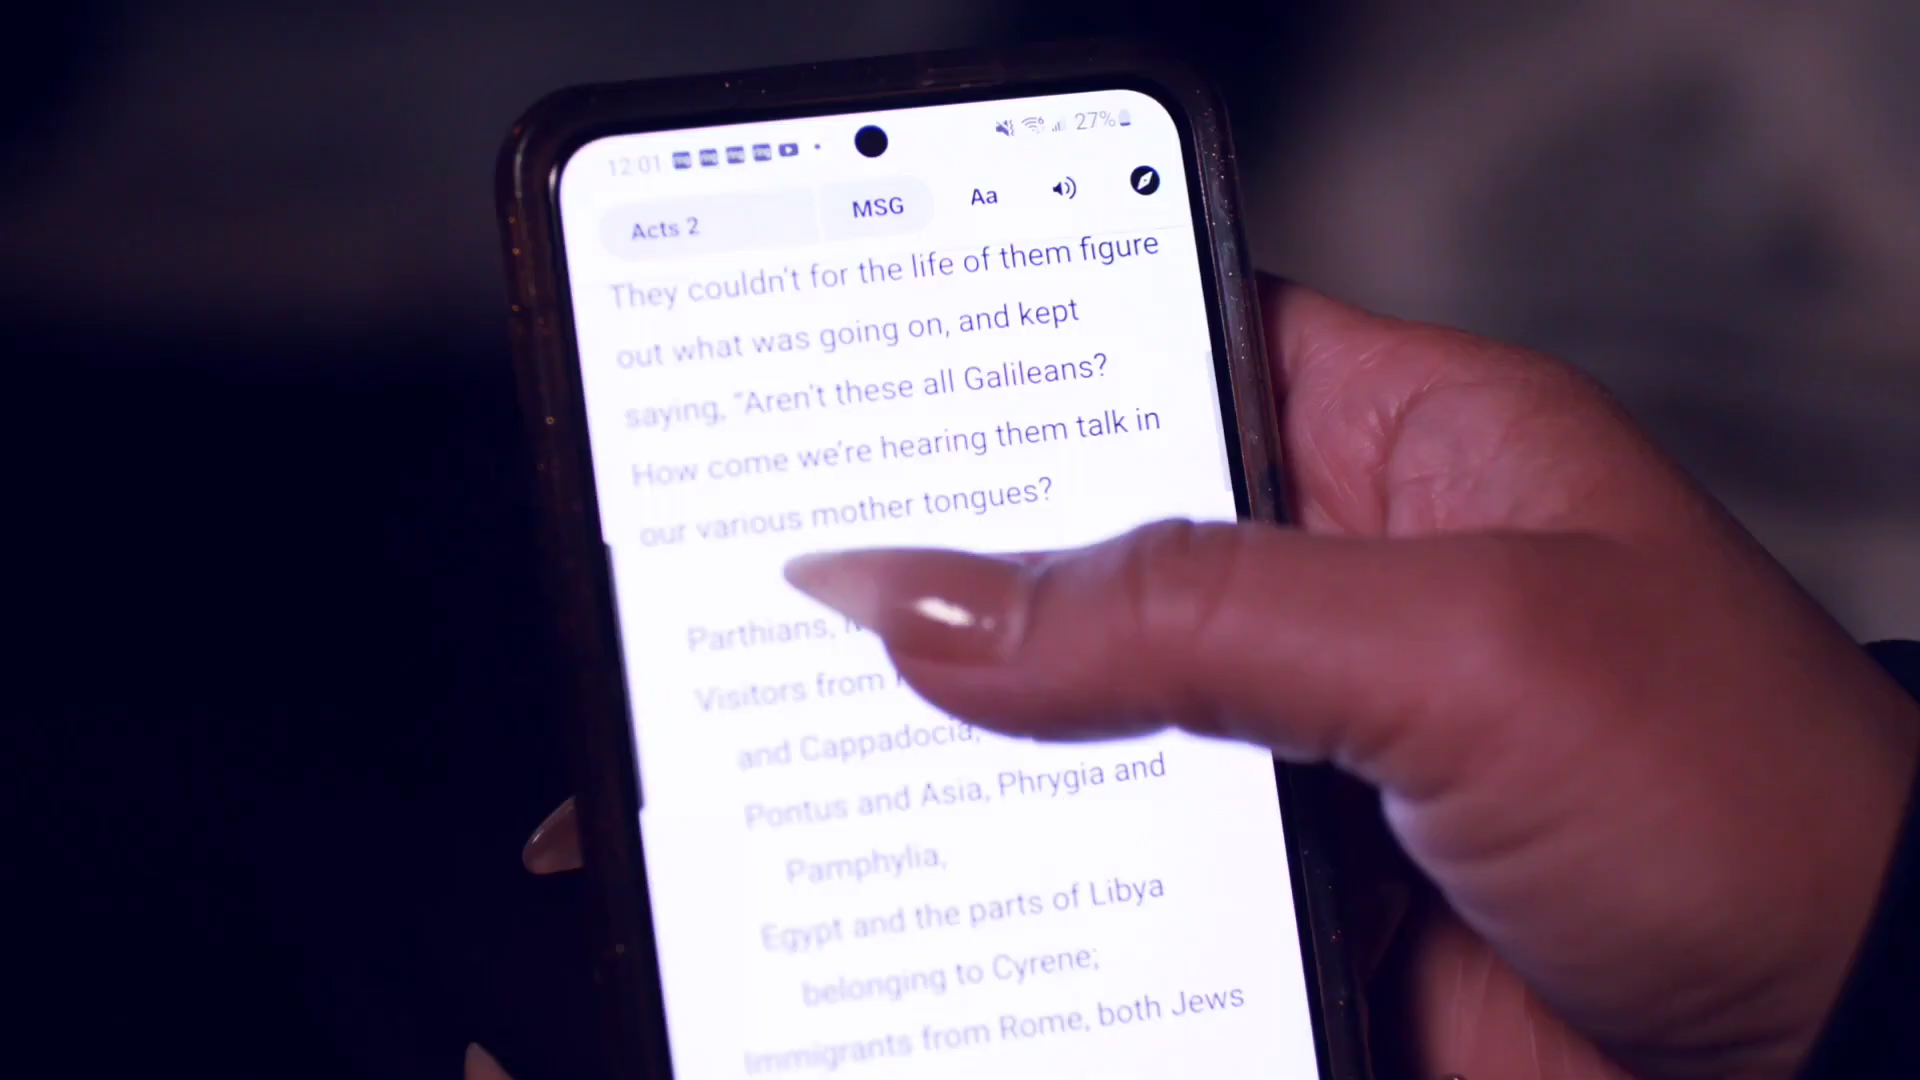 12:01 27%
Acts 2 MSG Aa
They couldn't for the life of them figure
out what was going on, and kept
saying, "Aren't these all Galileans?
How come we're hearing them talk in
our various mother tongues?
Parthians,
Visitors from
and Cappadocia,
Pontus and Asia, Phrygia and
Pamphylia,
Egypt and the parts of Libya
belonging to Cyrene;
Immigrants from Rome, both Jews